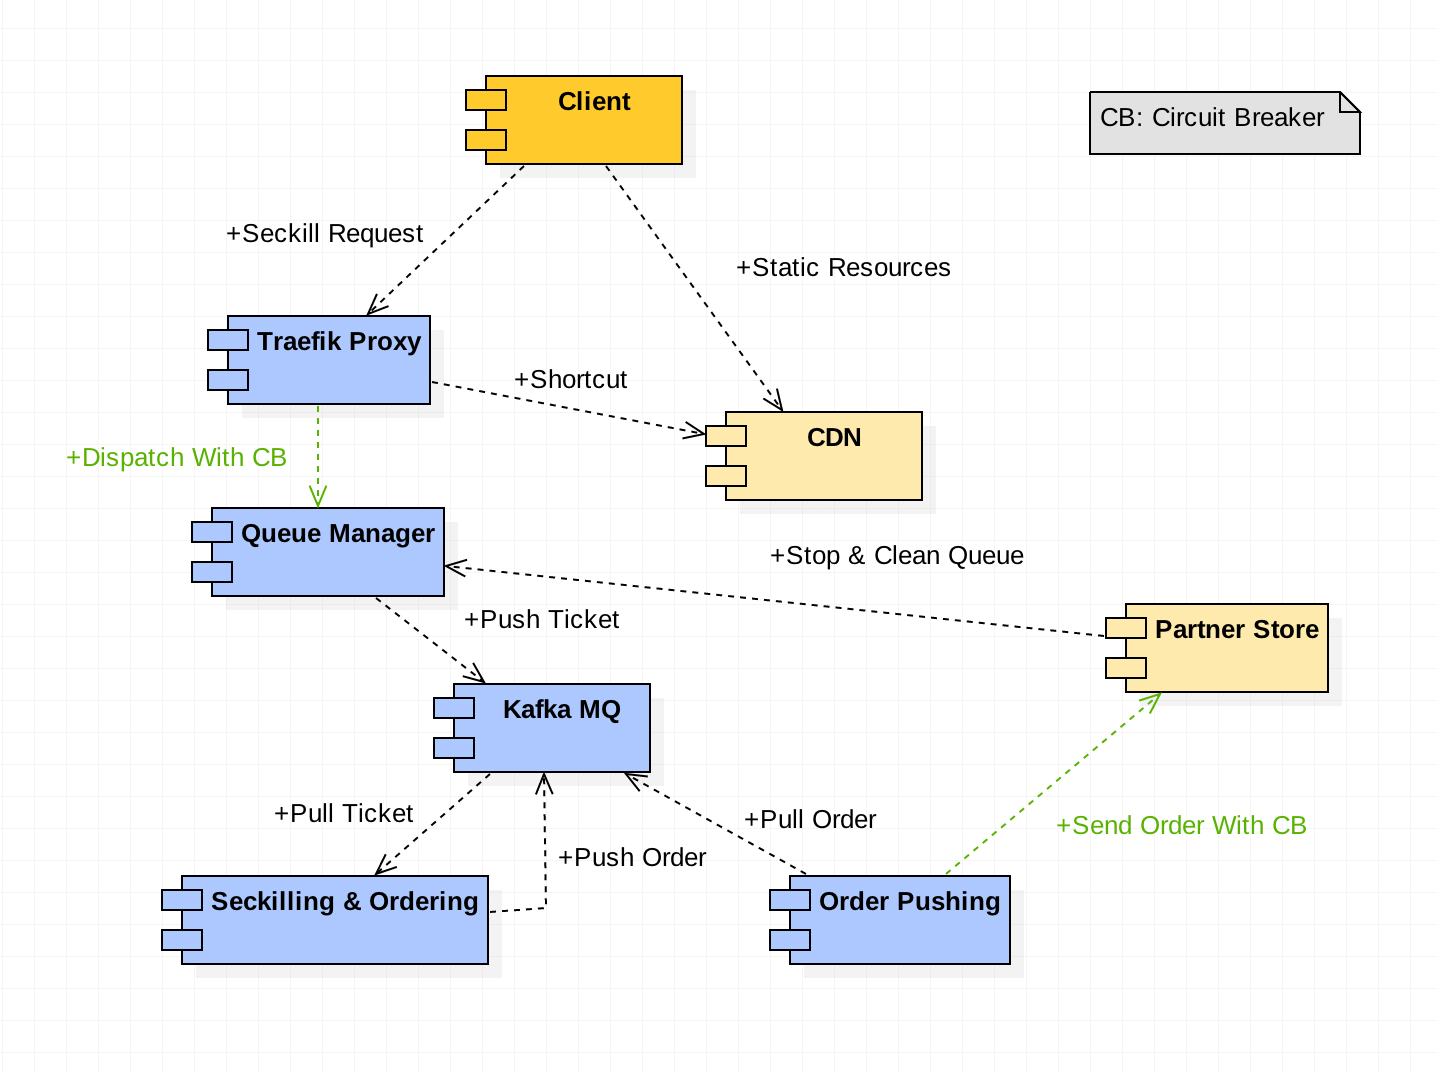 Client
CB: Circuit Breaker
+Seckill Request
+Static Resources
Traefik Proxy
+Shortcut
CDN
+Dispatch With CB
Queue Manager
+Stop & Clean Queue
+Push Ticket
Partner Store
Kafka MQ
+Pull Ticket
+Pull Order
+Send Order With CB
+Push Order
Seckilling & Ordering
Order Pushing